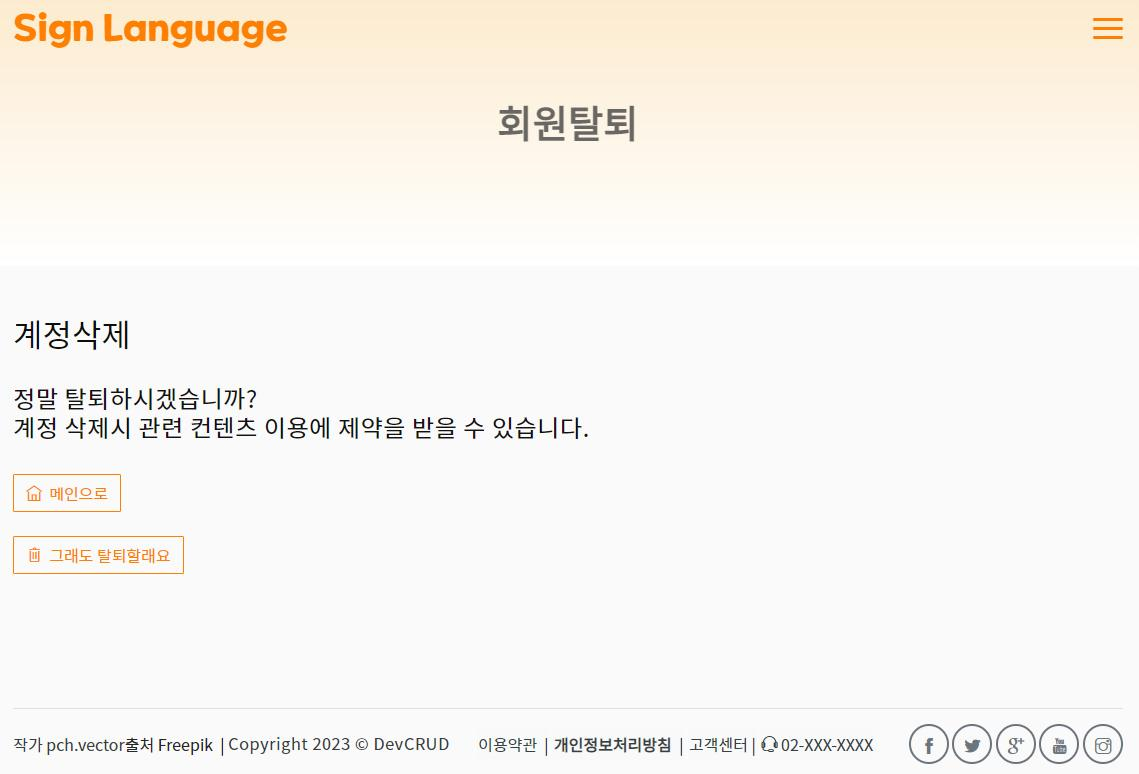 Sign Language
회원탈퇴
계정삭제
정말 탈퇴하시겠습니까?
계정 삭제시 관련 컨텐츠 이용에 제약을 받을 수 있습니다.
메인으로
그래도 탈퇴할래요
작가 pch.vector출처 Freepik | Copyright 2023 © DevCRUD 이용약관 | 개인정보처리방침 | 고객센터 | 02-XXX-XXXX You Tube